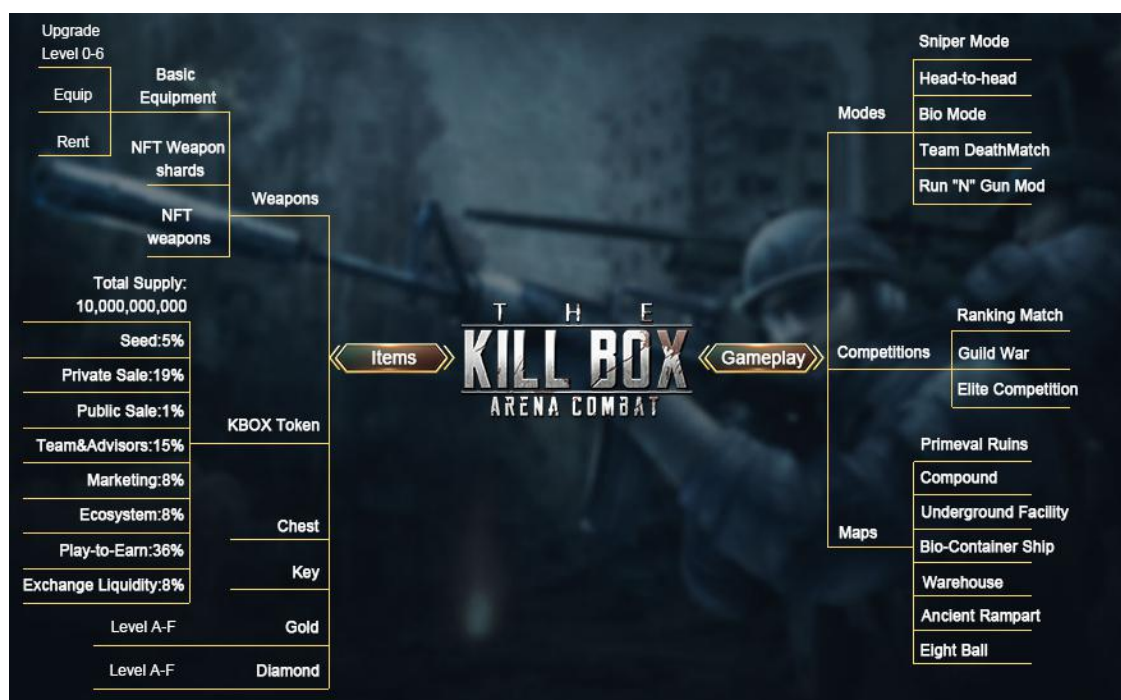 Upgrade
Level 0-6
Equip
Rent
Basic
Equipment
NFT Weapon
shards
NFT
weapons
Weapons
Total Supply:
10,000,000,000
Seed:5%
Private Sale:19%
Public Sale:1%
Team&Advisors:15%
Marketing:8%
Ecosystem:8%
Play-to-Earn:36%
Exchange Liquidity:8%
KBOX Token
Chest
Key
Level A-F
Gold
Level A-F
Diamond
Items
THE
KILL BOX
ARENA COMBAT
Gameplay
Modes
Sniper Mode
Head-to-head
Bio Mode
Team DeathMatch
Run "N" Gun Mod
Competitions
Ranking Match
Guild War
Elite Competition
Maps
Primeval Ruins
Compound
Underground Facility
Bio-Container Ship
Warehouse
Ancient Rampart
Eight Ball